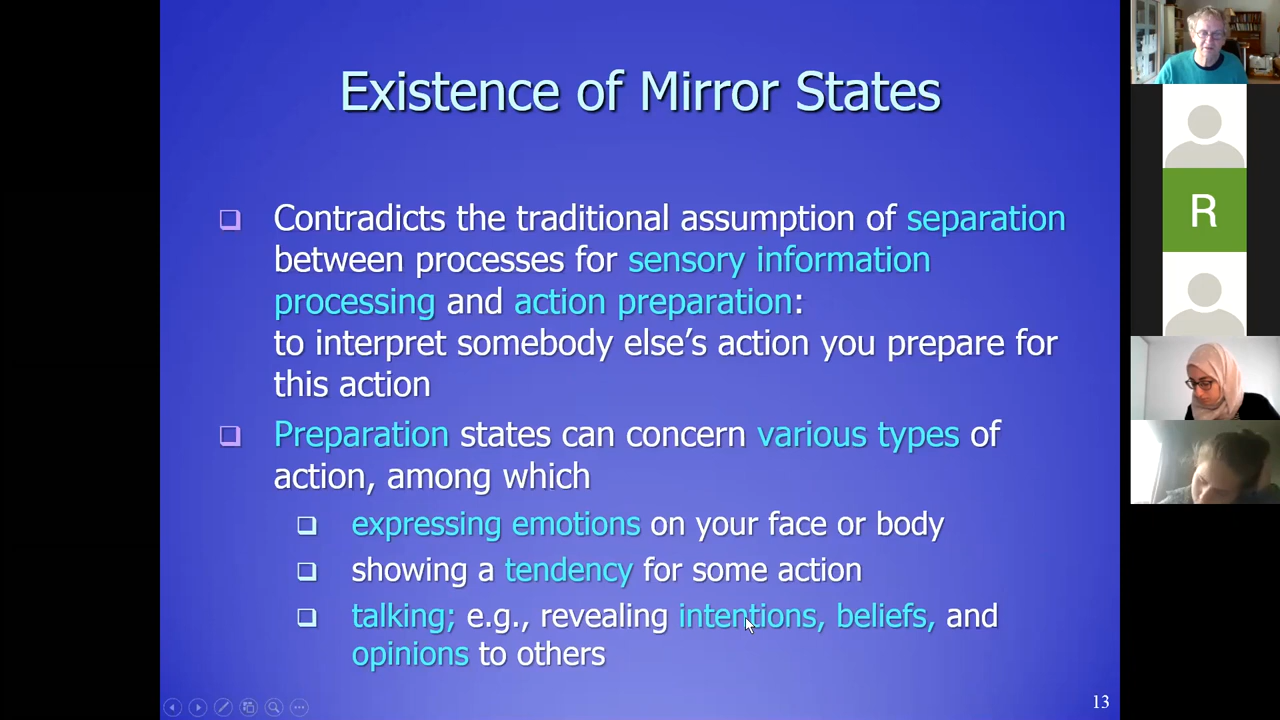 Existence of Mirror States
Contradicts the traditional assumption of separation
between processes for sensory information
processing and action preparation:
to interpret somebody else’s action you prepare for
this action
Preparation states can concern various types of
action, among which
expressing emotions on your face or body
showing a tendency for some action
talking; e.g., revealing intentions, beliefs, and
opinions to others
13
R